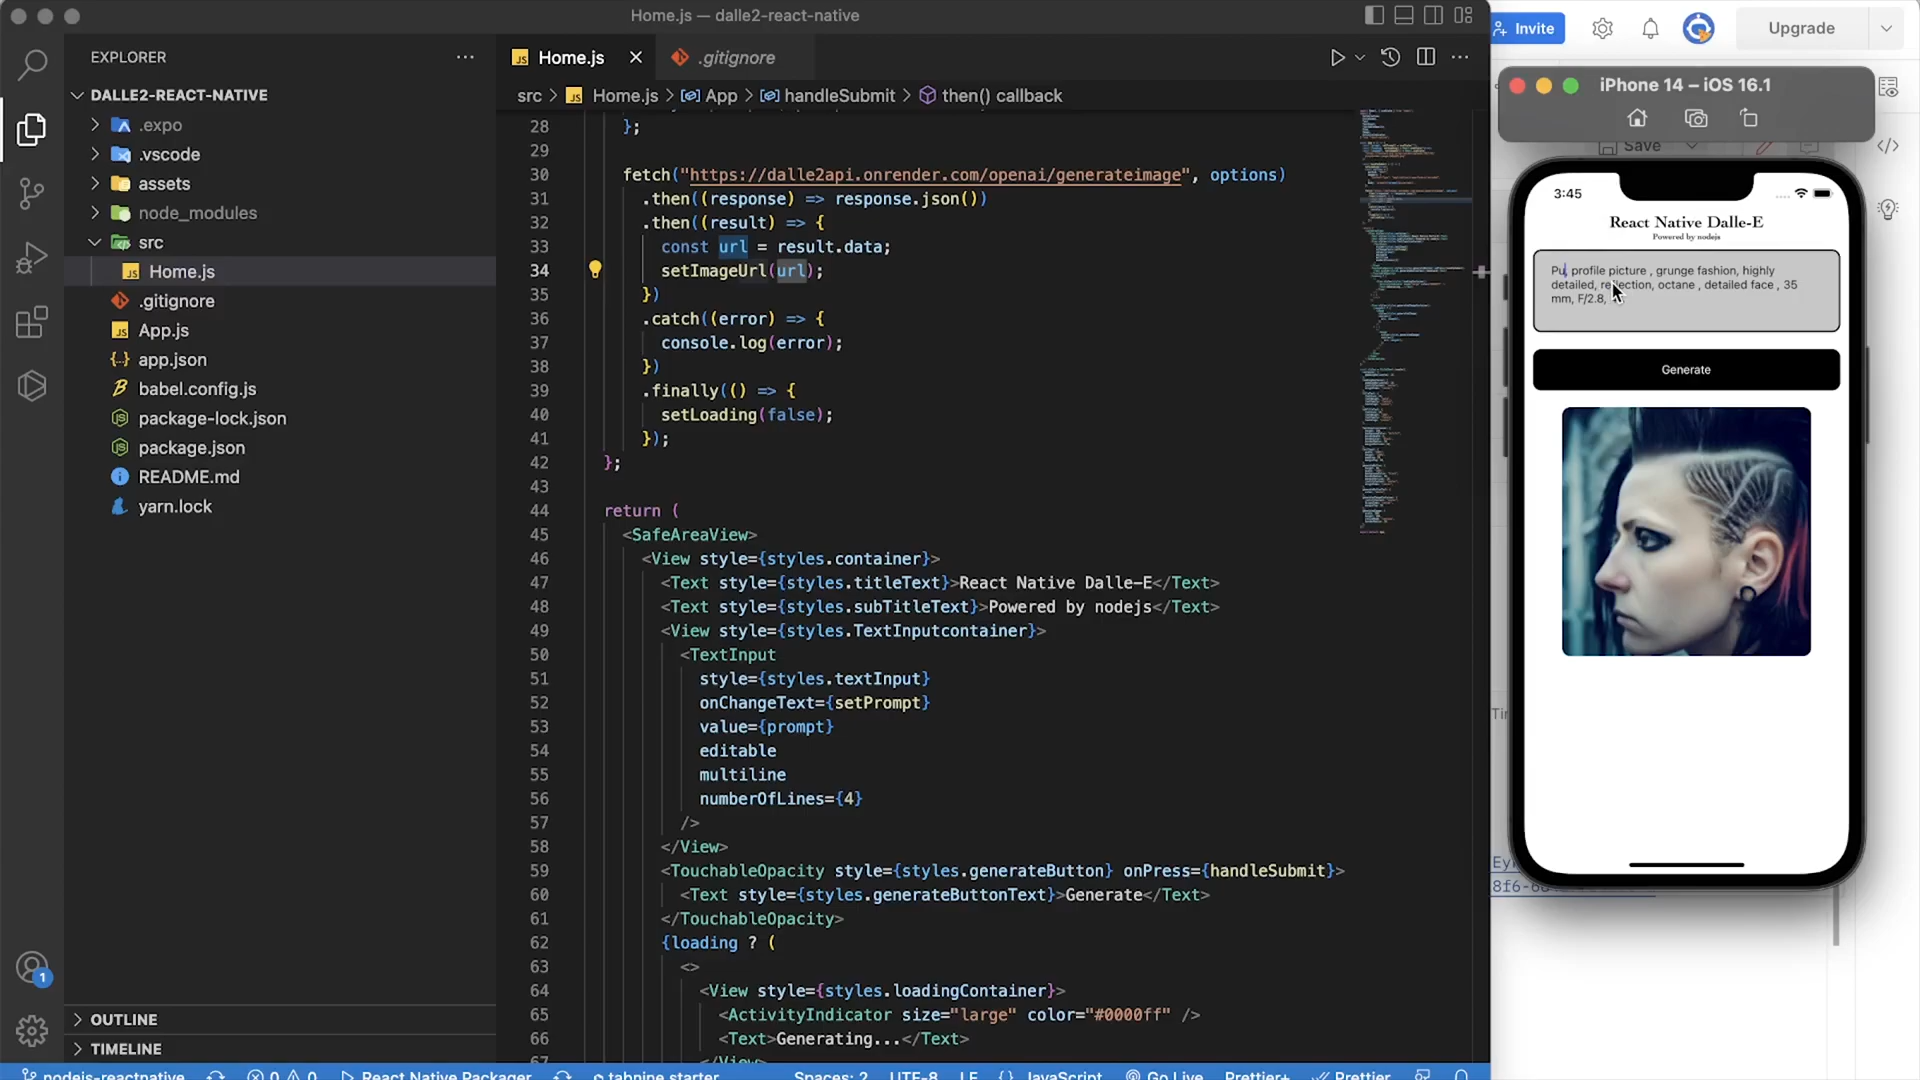 Home.js — dalle2-react-native
EXPLORER
DALLE2-REACT-NATIVE
.expo
.vscode
assets
node_modules
src
Home.js
.gitignore
App.js
app.json
babel.config.js
package-lock.json
package.json
README.md
yarn.lock
OUTLINE
TIMELINE
1
Home.js
.gitignore
src > Home.js > App > handleSubmit > then() callback
28 };
29
30 fetch("https://dalle2api.onrender.com/openai/generateimage", options)
31 .then((response) => response.json())
32 .then((result) => {
33 const url = result.data;
34 setImageUrl(url);
35 })
36 .catch((error) => {
37 console.log(error);
38 })
39 .finally(() => {
40 setLoading(false);
41 });
42 };
43
44 return (
45 <SafeAreaView>
46 <View style={styles.container}>
47 <Text style={styles.titleText}>React Native Dalle-E</Text>
48 <Text style={styles.subTitleText}>Powered by nodejs</Text>
49 <View style={styles.TextInputcontainer}>
50 <TextInput
51 style={styles.textInput}
52 onChangeText={setPrompt}
53 value={prompt}
54 editable
55 multiline
56 numberOfLines={4}
57 />
58 </View>
59 <TouchableOpacity style={styles.generateButton} onPress={handleSubmit}>
60 <Text style={styles.generateButtonText}>Generate</Text>
61 </TouchableOpacity>
62 {loading ? (
63 <>
64 <View style={styles.loadingContainer}>
65 <ActivityIndicator size="large" color="#0000ff" />
66 <Text>Generating...</Text>
67 </View>
nodejs-reactnative 0 0 React Native Packager tabnine starter Spaces: 2 UTF-8 LF {} JavaScript Go Live Prettier+ Prettier
Invite
Upgrade
iPhone 14 – iOS 16.1
Save
3:45
React Native Dalle-E
Powered by nodejs
Pu, profile picture , grunge fashion, highly
detailed, reflection, octane , detailed face , 35
mm, F/2.8,
Generate